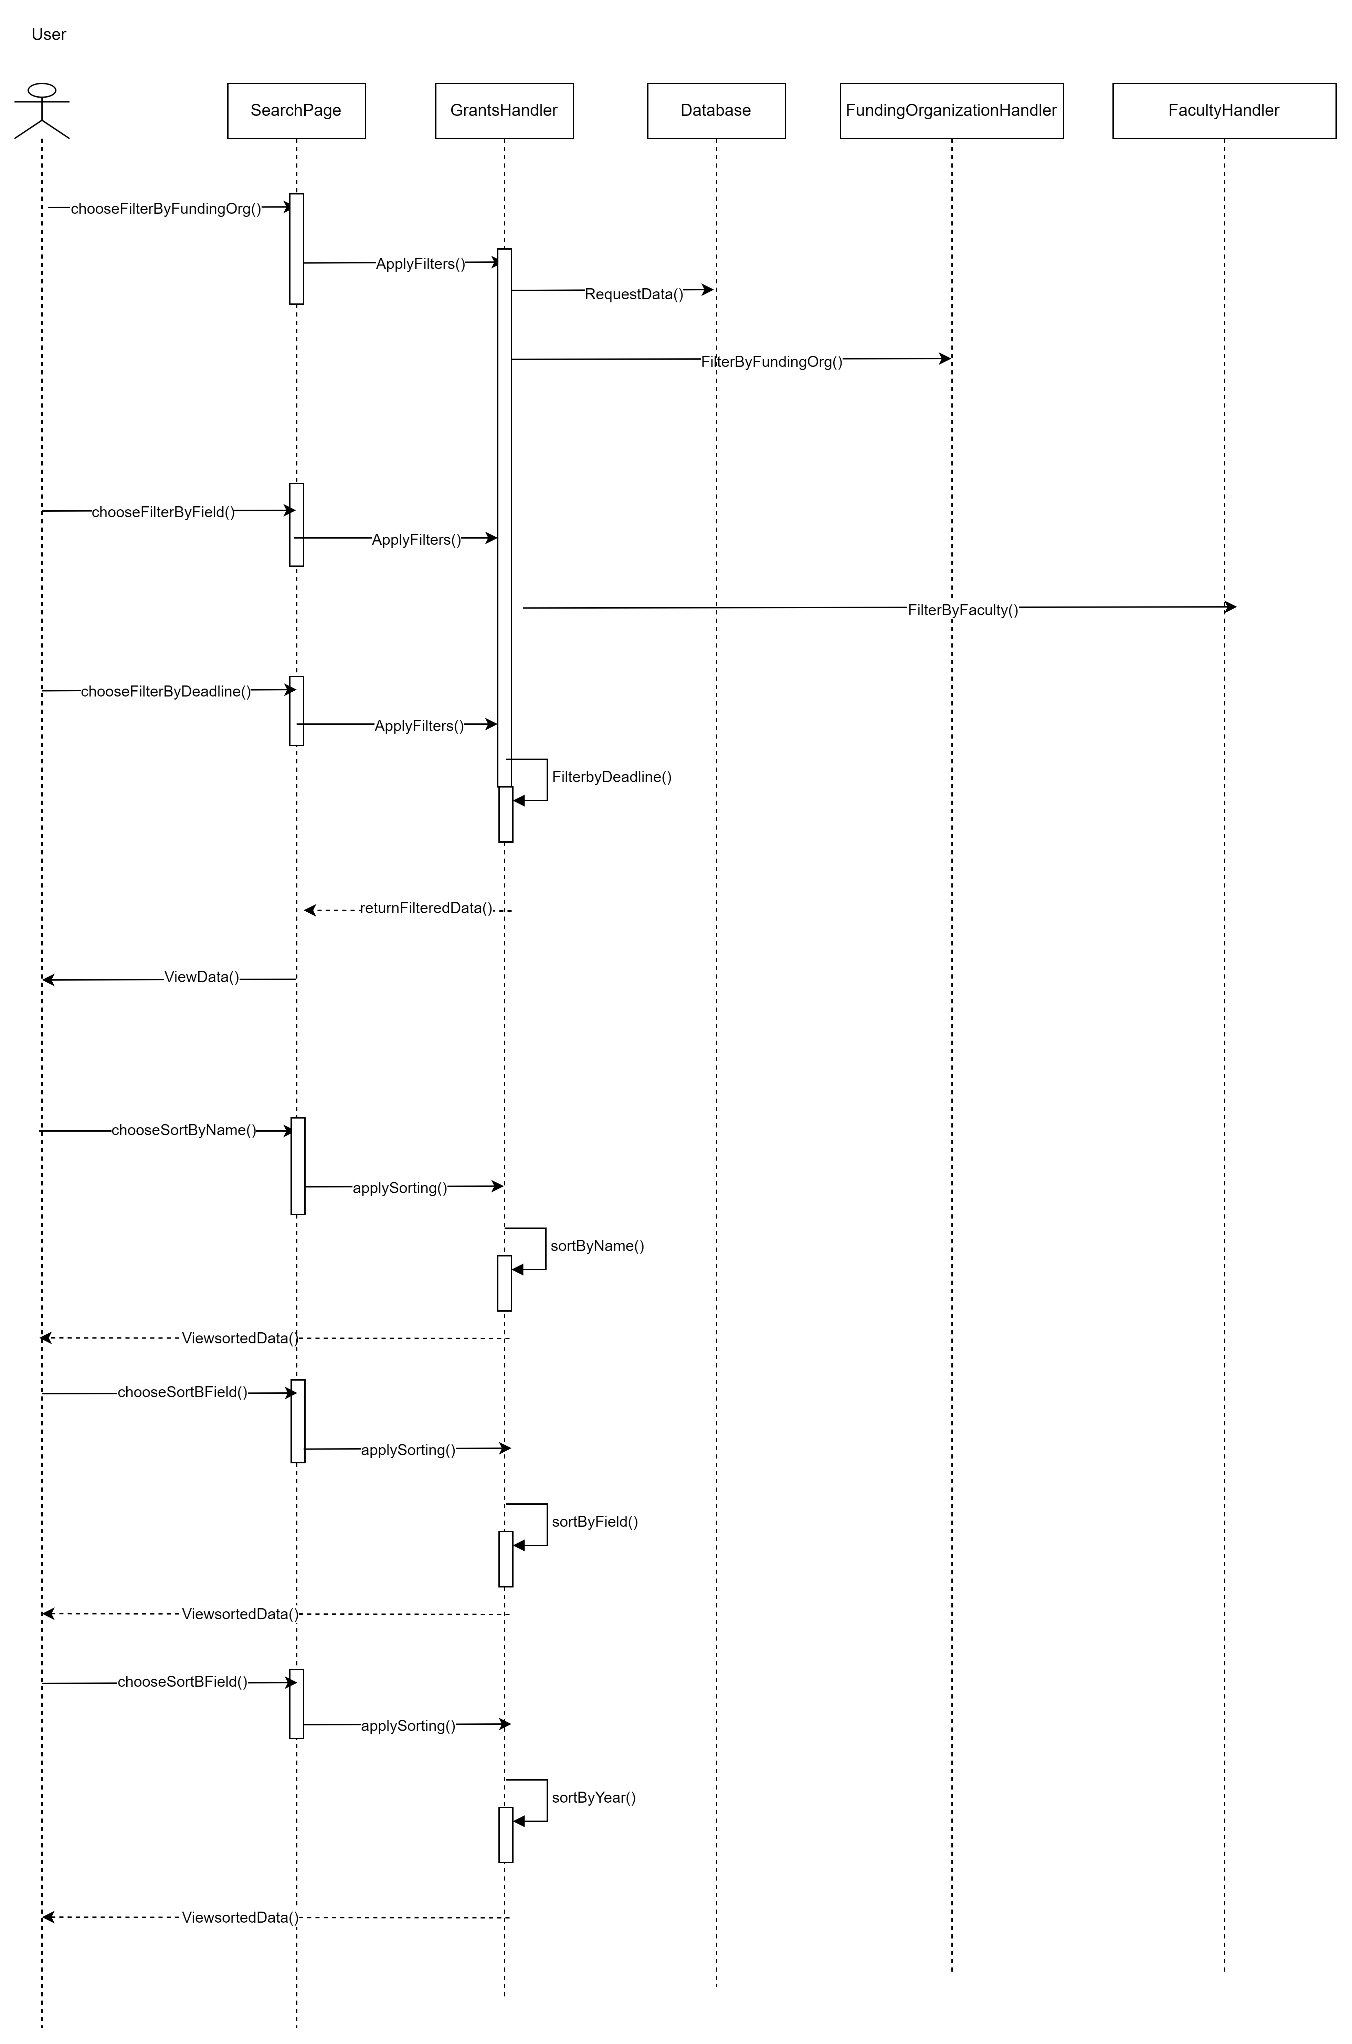 User
SearchPage
GrantsHandler
Database
FundingOrganizationHandler
FacultyHandler
chooseFilterByFundingOrg()
ApplyFilters()
RequestData()
FilterByFundingOrg()
chooseFilterByField()
ApplyFilters()
FilterByFaculty()
chooseFilterByDeadline()
ApplyFilters()
FilterbyDeadline()
returnFilteredData()
ViewData()
chooseSortByName()
applySorting()
sortByName()
ViewsortedData()
chooseSortBField()
applySorting()
sortByField()
ViewsortedData()
chooseSortBField()
applySorting()
sortByYear()
ViewsortedData()